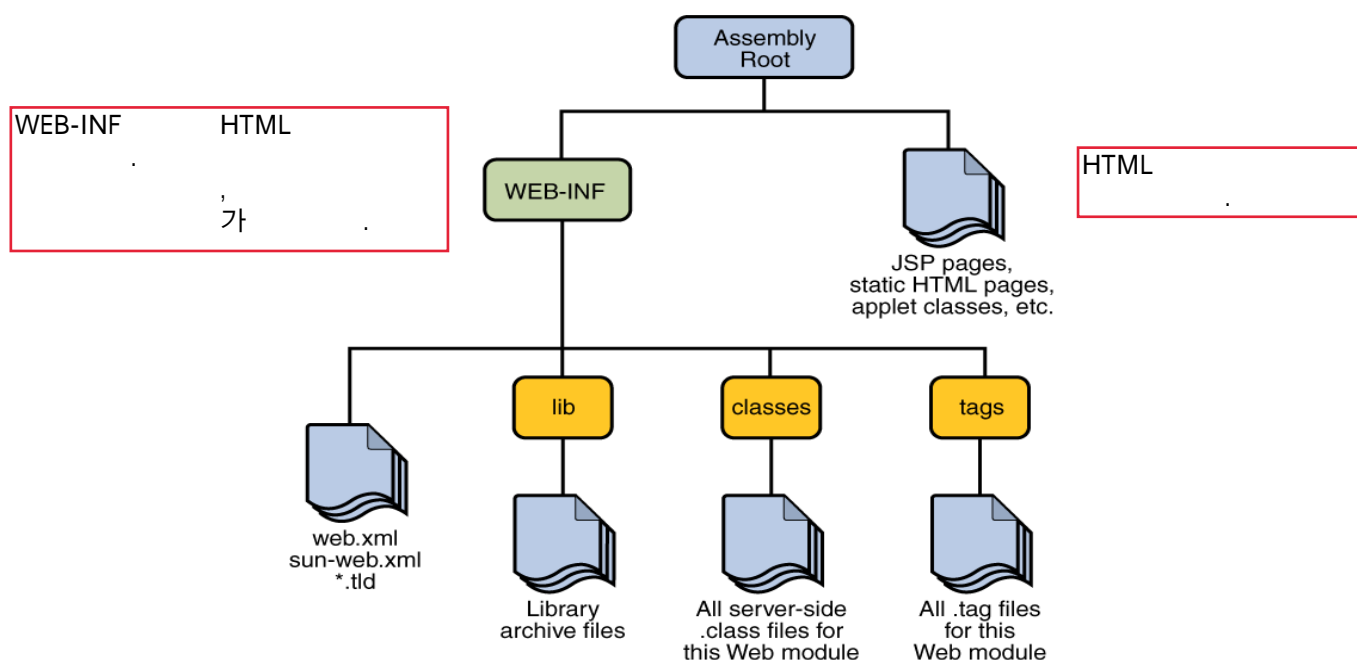 Assembly
Root
WEB-INF HTML
.
,
가 .
WEB-INF
HTML
.
JSP pages,
static HTML pages,
applet classes, etc.
lib
classes
tags
web.xml
sun-web.xml
*.tld
Library
archive files
All server-side
.class files for
this Web module
All .tag files
for this
Web module